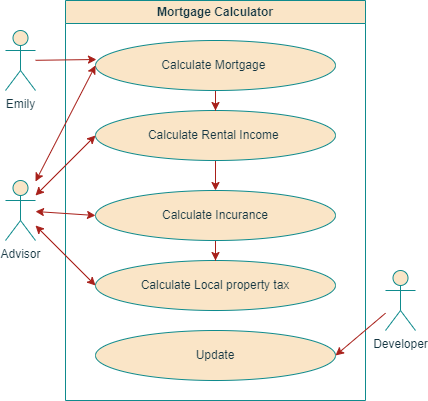 Mortgage Calculator
Calculate Mortgage
Emily
Calculate Rental Income
Calculate Incurance
Advisor
Calculate Local property tax
Update
Developer